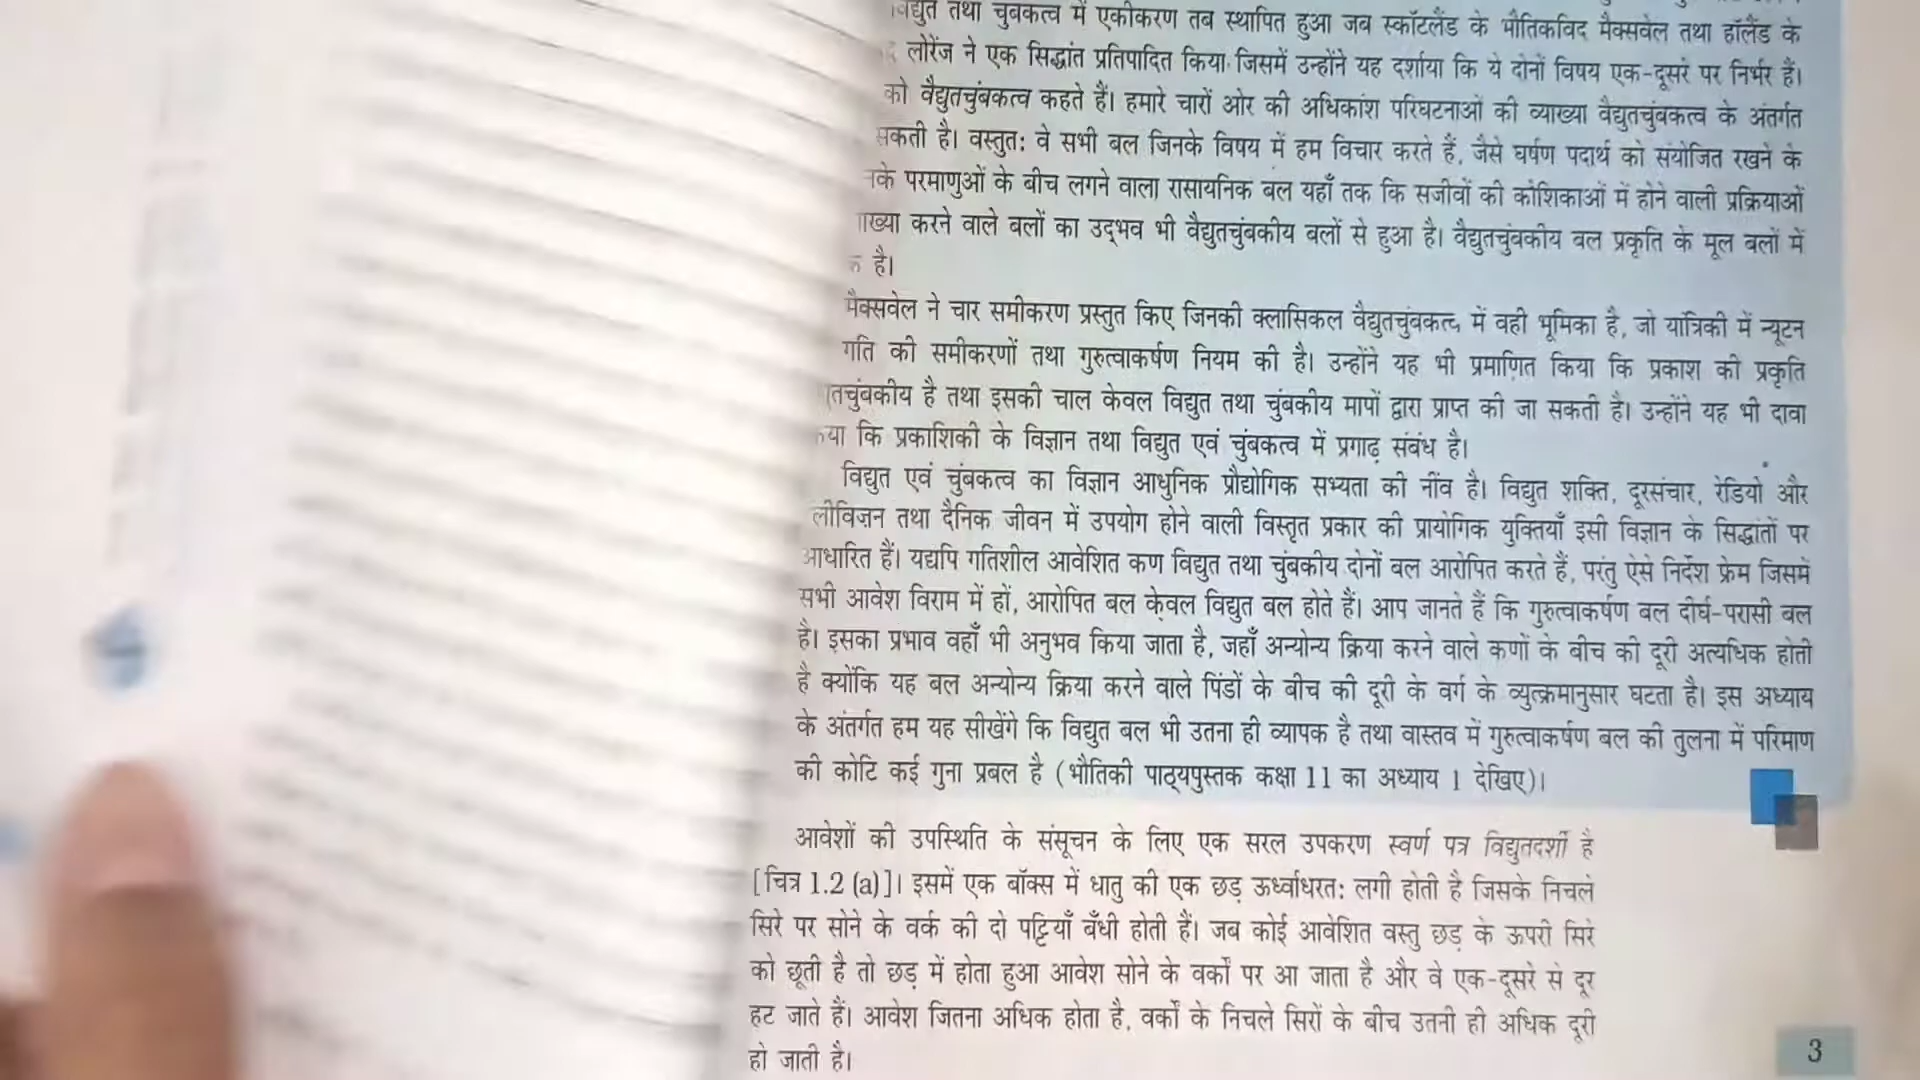 विद्युत तथा चुंबकत्व में एकीकरण तब स्थापित हुआ जब स्कॉटलैंड के भौतिकविद मैक्सवेल तथा हॉलैंड के
लोरेंज ने एक सिद्धांत प्रतिपादित किया जिसमें उन्होंने यह दर्शाया कि ये दोनों विषय एक-दूसरे पर निर्भर हैं।
को वैद्युतचुंबकत्व कहते हैं। हमारे चारों ओर की अधिकांश परिघटनाओं की व्याख्या वैद्युतचुंबकत्व के अंतर्गत
सकती है। वस्तुतः वे सभी बल जिनके विषय में हम विचार करते हैं, जैसे घर्षण पदार्थ को संयोजित रखने के
के परमाणुओं के बीच लगने वाला रासायनिक बल यहाँ तक कि सजीवों की कोशिकाओं में होने वाली प्रक्रियाओं
करने वाले बलों का उद्भव भी वैद्युतचुंबकीय बलों से हुआ है। वैद्युतचुंबकीय बल प्रकृति के मूल बलों में
है।
मैक्सवेल ने चार समीकरण प्रस्तुत किए जिनकी क्लासिकल वैद्युतचुंबकत्व में वही भूमिका है, जो यांत्रिकी में न्यूटन
गति की समीकरणों तथा गुरुत्वाकर्षण नियम की है। उन्होंने यह भी प्रमाणित किया कि प्रकाश की प्रकृति
तचुंबकीय है तथा इसकी चाल केवल विद्युत तथा चुंबकीय मापों द्वारा प्राप्त की जा सकती है। उन्होंने यह भी दावा
कि प्रकाशिकी के विज्ञान तथा विद्युत एवं चुंबकत्व में प्रगाढ़ संबंध है।
विद्युत एवं चुंबकत्व का विज्ञान आधुनिक प्रौद्योगिक सभ्यता की नींव है। विद्युत शक्ति, दूरसंचार, रेडियो और
लीविज़न तथा दैनिक जीवन में उपयोग होने वाली विस्तृत प्रकार की प्रायोगिक युक्तियाँ इसी विज्ञान के सिद्धांतों पर
आधारित हैं। यद्यपि गतिशील आवेशित कण विद्युत तथा चुंबकीय दोनों बल आरोपित करते हैं, परंतु ऐसे निर्देश फ्रेम जिसमें
सभी आवेश विराम में हों, आरोपित बल केवल विद्युत बल होते हैं। आप जानते हैं कि गुरुत्वाकर्षण बल दीर्घ-परासी बल
है। इसका प्रभाव वहाँ भी अनुभव किया जाता है, जहाँ अन्योन्य क्रिया करने वाले कणों के बीच की दूरी अत्यधिक होती
है क्योंकि यह बल अन्योन्य क्रिया करने वाले पिंडों के बीच की दूरी के वर्ग के व्युत्क्रमानुसार घटता है। इस अध्याय
के अंतर्गत हम यह सीखेंगे कि विद्युत बल भी उतना ही व्यापक है तथा वास्तव में गुरुत्वाकर्षण बल की तुलना में परिमाण
की कोटि कई गुना प्रबल है (भौतिकी पाठ्यपुस्तक कक्षा 11 का अध्याय 1 देखिए)।
आवेशों की उपस्थिति के संसूचन के लिए एक सरल उपकरण स्वर्ण पत्र विद्युतदर्शी है
[चित्र 1.2 (a)]। इसमें एक बॉक्स में धातु की एक छड़ ऊर्ध्वाधरतः लगी होती है जिसके निचले
सिरे पर सोने के वर्क की दो पट्टियाँ बँधी होती हैं। जब कोई आवेशित वस्तु छड़ के ऊपरी सिरे
को छूती है तो छड़ में होता हुआ आवेश सोने के वर्कों पर आ जाता है और वे एक-दूसरे से दूर
हट जाते हैं। आवेश जितना अधिक होता है, वर्कों के निचले सिरों के बीच उतनी ही अधिक दूरी
हो जाती है।
3